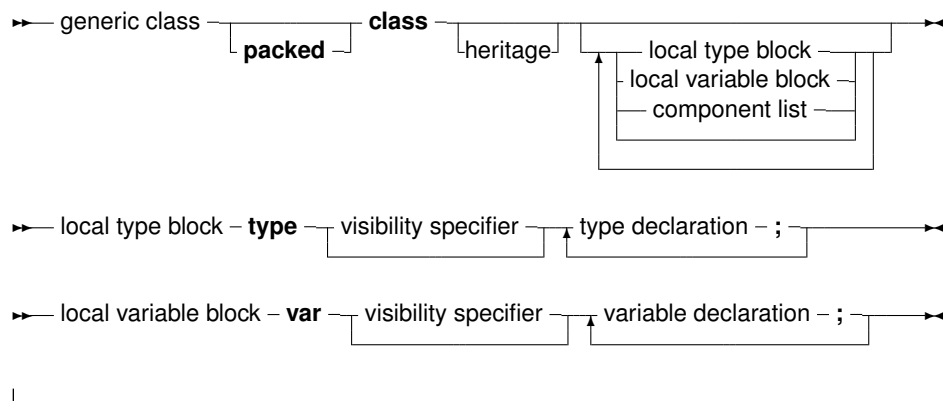 generic class class
packed heritage local type block
local variable block
component list
local type block type visibility specifier type declaration ;
local variable block var visibility specifier variable declaration ;